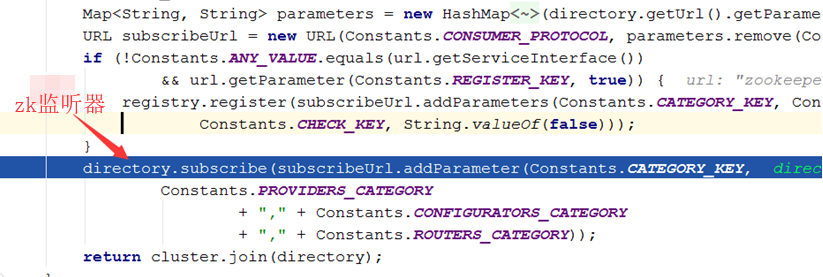 Map<String, String> parameters = new HashMap<~>(directory.getUrl().getParame
URL subscribeUrl = new URL(Constants.CONSUMER_PROTOCOL, parameters.remove(Co
if (!Constants.ANY_VALUE.equals(url.getServiceInterface())
&& url.getParameter(Constants.REGISTER_KEY, true)) { url: "zookeepe
zk监听器
registry.register(subscribeUrl.addParameters(Constants.CATEGORY_KEY, Con
Constants.CHECK_KEY, String.valueOf(false)));
}
directory.subscribe(subscribeUrl.addParameter(Constants.CATEGORY_KEY, direc
Constants.PROVIDERS_CATEGORY
+ "," + Constants.CONFIGURATORS_CATEGORY
+ "," + Constants.ROUTERS_CATEGORY));
return cluster.join(directory);